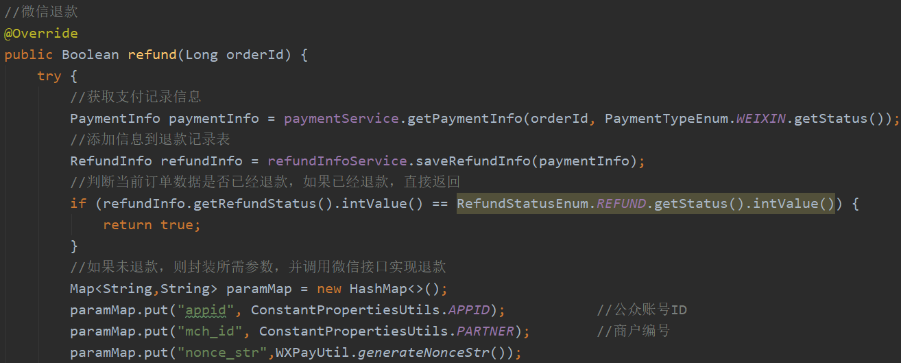 //微信退款
@Override
public Boolean refund(Long orderId) {
try {
//获取支付记录信息
PaymentInfo paymentInfo = paymentService.getPaymentInfo(orderId, PaymentTypeEnum.WEIXIN.getStatus());
//添加信息到退款记录表
RefundInfo refundInfo = refundInfoService.saveRefundInfo(paymentInfo);
//判断当前订单数据是否已经退款，如果已经退款，直接返回
if (refundInfo.getRefundStatus().intValue() == RefundStatusEnum.REFUND.getStatus().intValue()) {
return true;
}
//如果未退款，则封装所需参数，并调用微信接口实现退款
Map<String,String> paramMap = new HashMap<>();
paramMap.put("appid", ConstantPropertiesUtils.APPID); //公众账号ID
paramMap.put("mch_id", ConstantPropertiesUtils.PARTNER); //商户编号
paramMap.put("nonce_str",WXPayUtil.generateNonceStr());